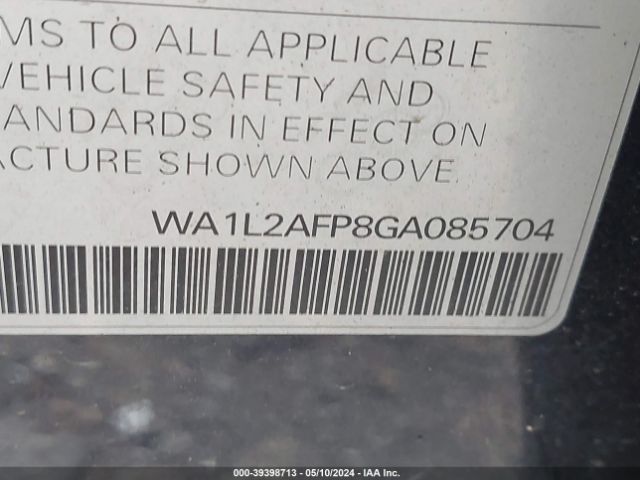 MS TO ALL APPLICABLE
VEHICLE SAFETY AND
ANDARDS IN EFFECT ON
ACTURE SHOWN ABOVE.
WA1L2AFP8GA085704
000-39398713 - 05/10/2024 - IAA Inc.